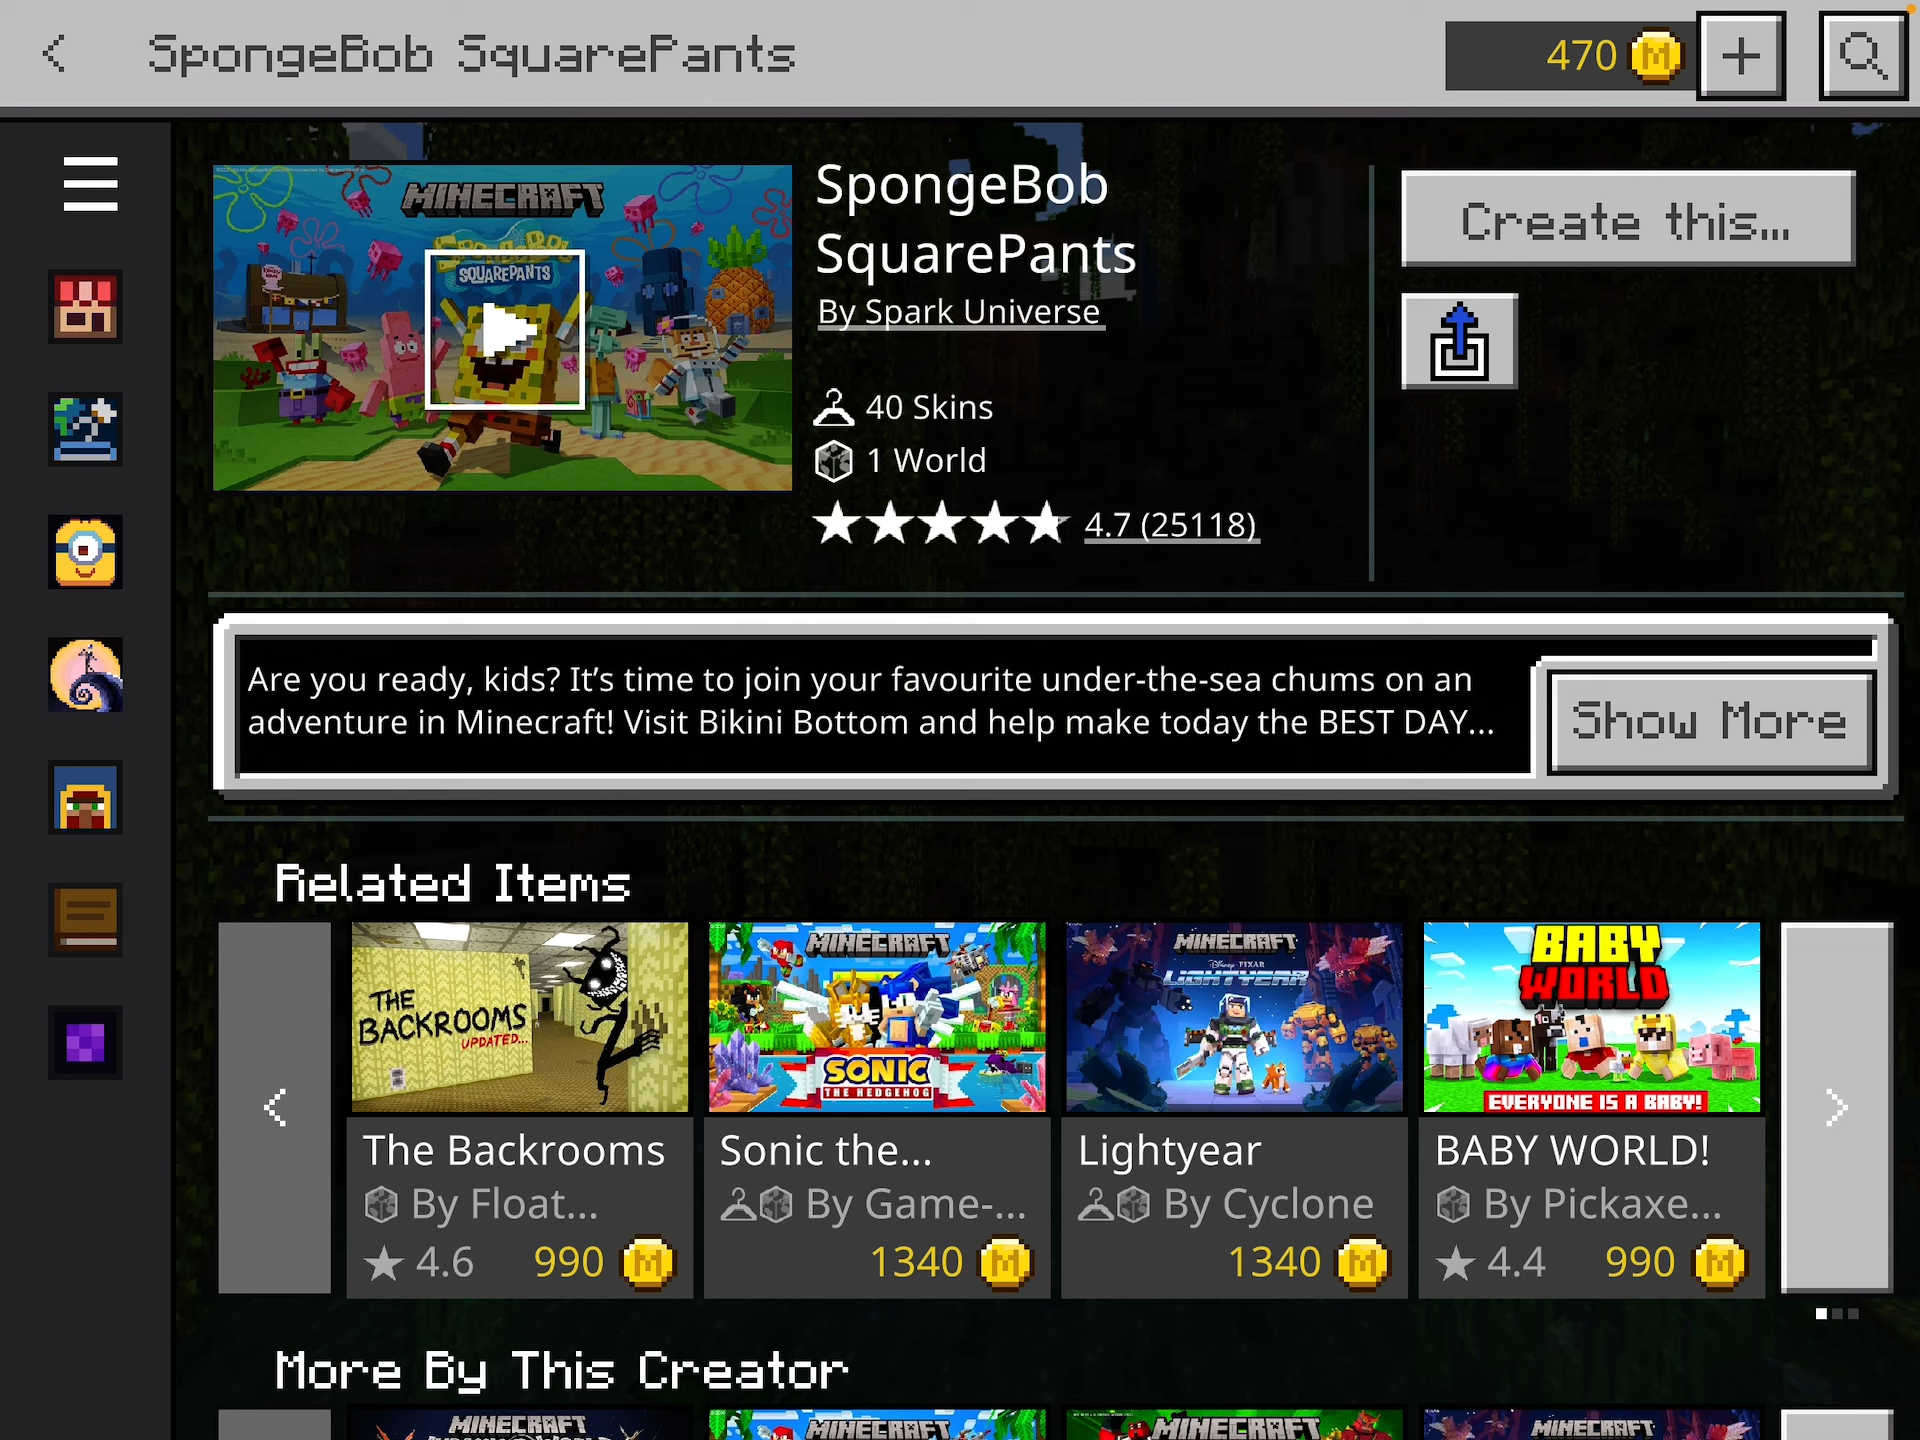 SpongeBob SquarePants
470
MINECRAFT
SPONGEBOB
SQUAREPANTS
SpongeBob
SquarePants
By Spark Universe
40 Skins
1 World
4.7 (25118)
Create this...
Are you ready, kids? It’s time to join your favourite under-the-sea chums on an
adventure in Minecraft! Visit Bikini Bottom and help make today the BEST DAY...
Show More
Related Items
THE
BACKROOMS
UPDATED...
The Backrooms
By Float...
4.6 990
MINECRAFT
SONIC
THE HEDGEHOG
Sonic the...
By Game-...
1340
MINECRAFT
Disney PIXAR
LIGHTYEAR
Lightyear
By Cyclone
1340
BABY
WORLD
EVERYONE IS A BABY!
BABY WORLD!
By Pickaxe...
4.4 990
More By This Creator
MINECRAFT
MINECRAFT
MINECRAFT
MINECRAFT